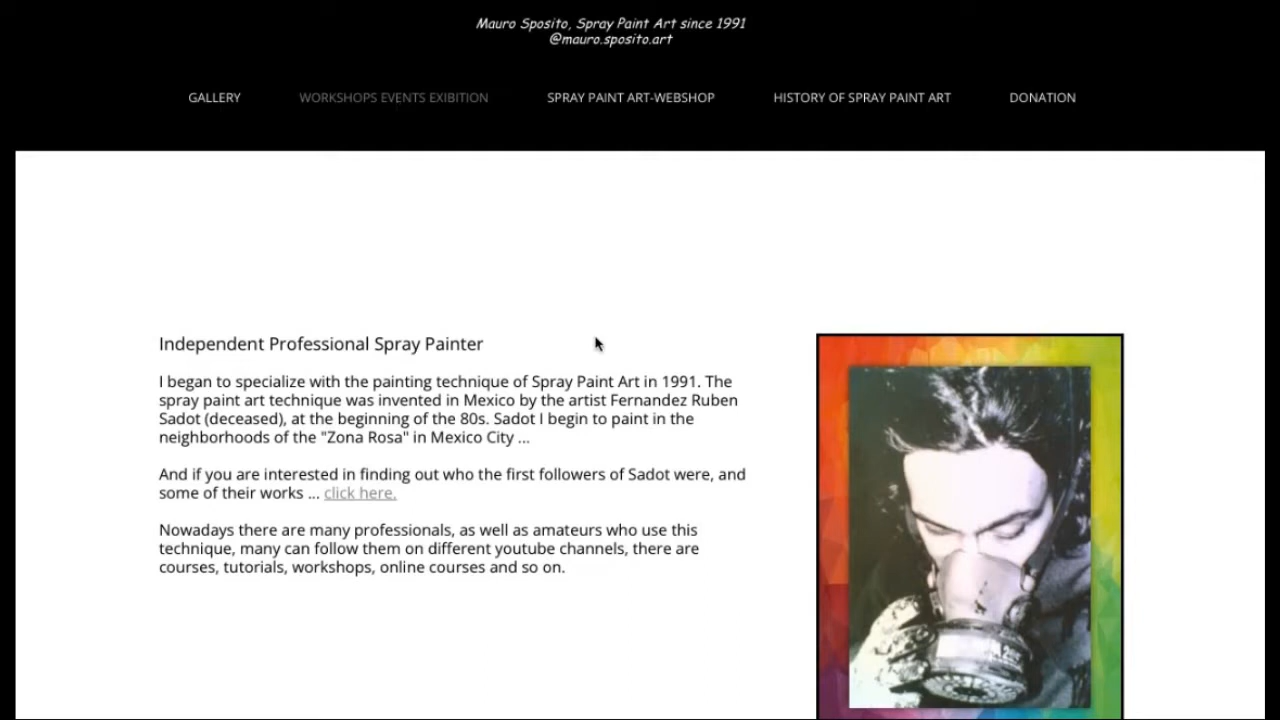 Mauro Sposito, Spray Paint Art since 1991
@mauro.sposito.art
GALLERY
WORKSHOPS EVENTS EXIBITION
SPRAY PAINT ART-WEBSHOP
HISTORY OF SPRAY PAINT ART
DONATION
Independent Professional Spray Painter
I began to specialize with the painting technique of Spray Paint Art in 1991. The
spray paint art technique was invented in Mexico by the artist Fernandez Ruben
Sadot (deceased), at the beginning of the 80s. Sadot I begin to paint in the
neighborhoods of the "Zona Rosa" in Mexico City ...
And if you are interested in finding out who the first followers of Sadot were, and
some of their works ... click here.
Nowadays there are many professionals, as well as amateurs who use this
technique, many can follow them on different youtube channels, there are
courses, tutorials, workshops, online courses and so on.